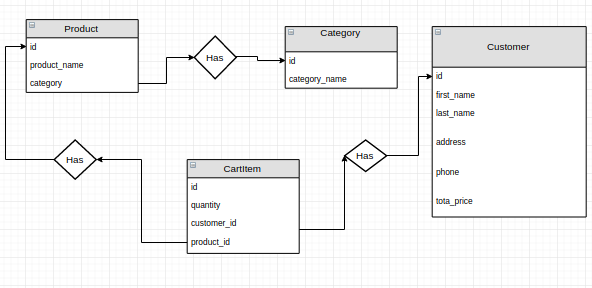 Product
id
product_name
category
Has
Category
id
category_name
Customer
id
first_name
last_name
address
phone
tota_price
Has
CartItem
id
quantity
customer_id
product_id
Has